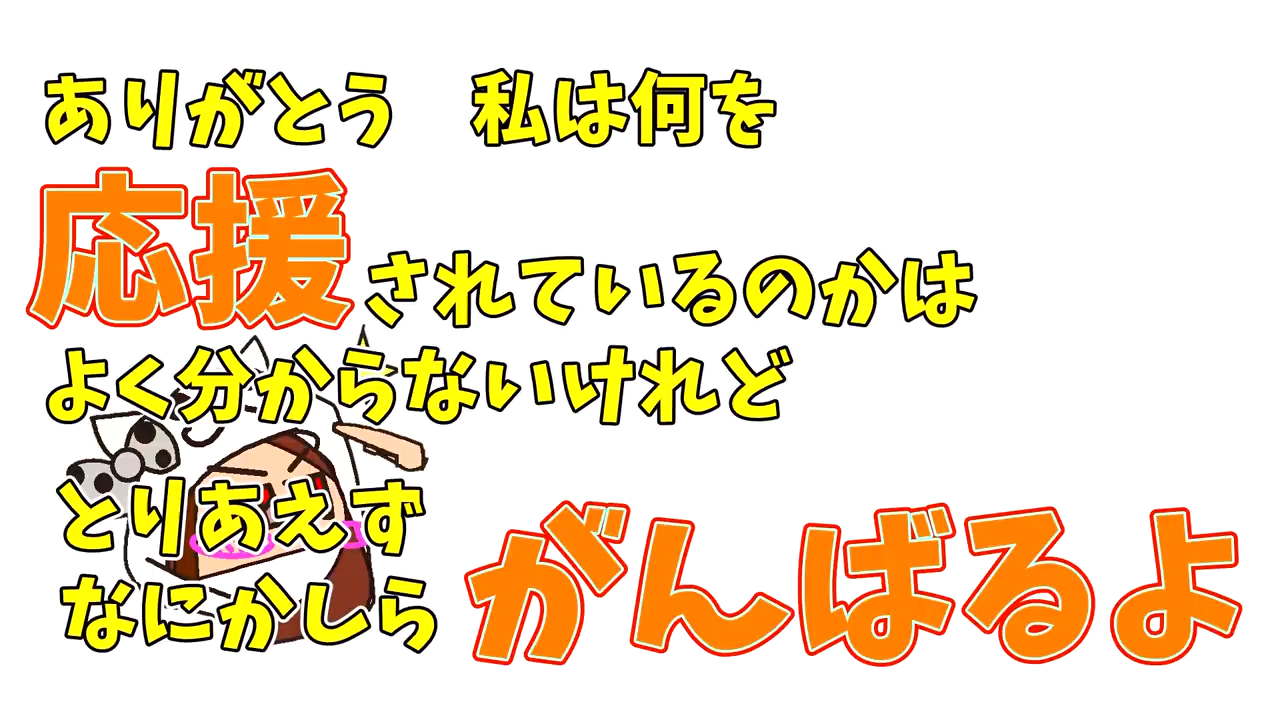 ありがとう　私は何を
応援されているのかは
よく分からないけれど
とりあえず
なにかしら
がんばるよ